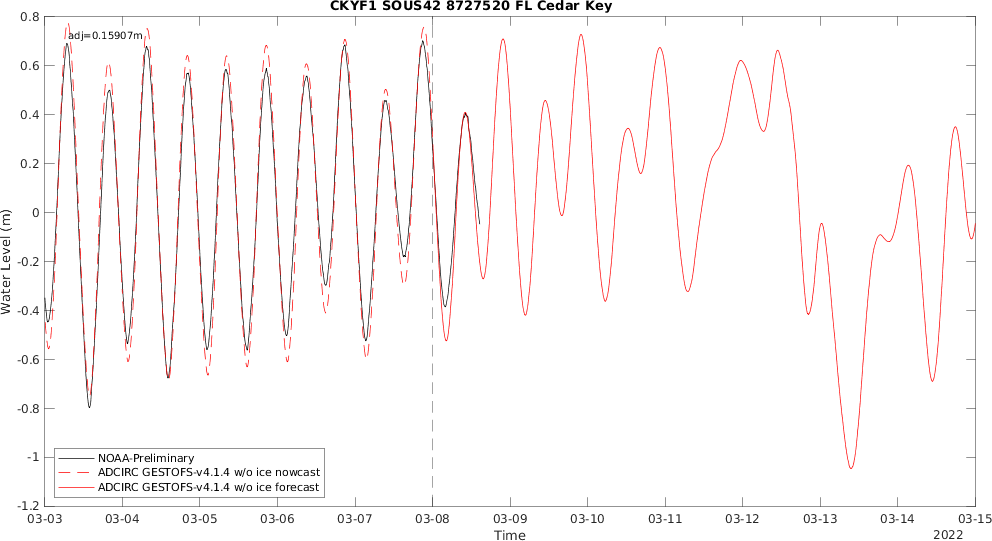 CKYF1 SOUS42 8727520 FL Cedar Key
adj=0.15907m
0.8
0.6
0.4
0.2
0
-0.2
-0.4
-0.6
-0.8
-1
-1.2
Water Level (m)
NOAA-Preliminary
ADCIRC GESTOFS-v4.1.4 w/o ice nowcast
ADCIRC GESTOFS-v4.1.4 w/o ice forecast
03-03 03-04 03-05 03-06 03-07 03-08 03-09 03-10 03-11 03-12 03-13 03-14 03-15
Time
2022